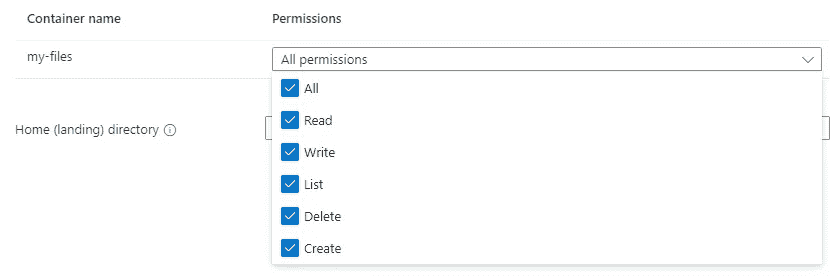 Container name Permissions
my-files All permissions
All
Read
Home (landing) directory
Write
List
Delete
Create